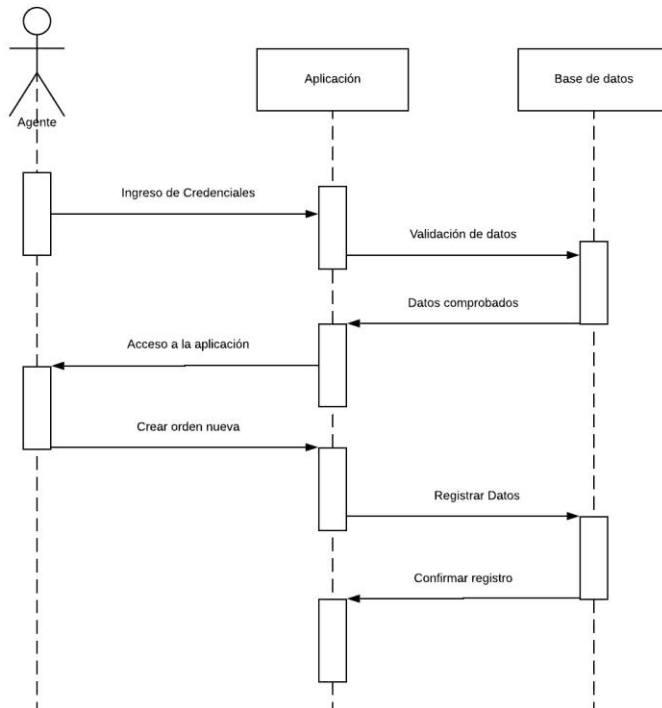 Aplicación
Base de datos
Agente
Ingreso de Credenciales
Validación de datos
Datos comprobados
Acceso a la aplicación
Crear orden nueva
Registrar Datos
Confirmar registro